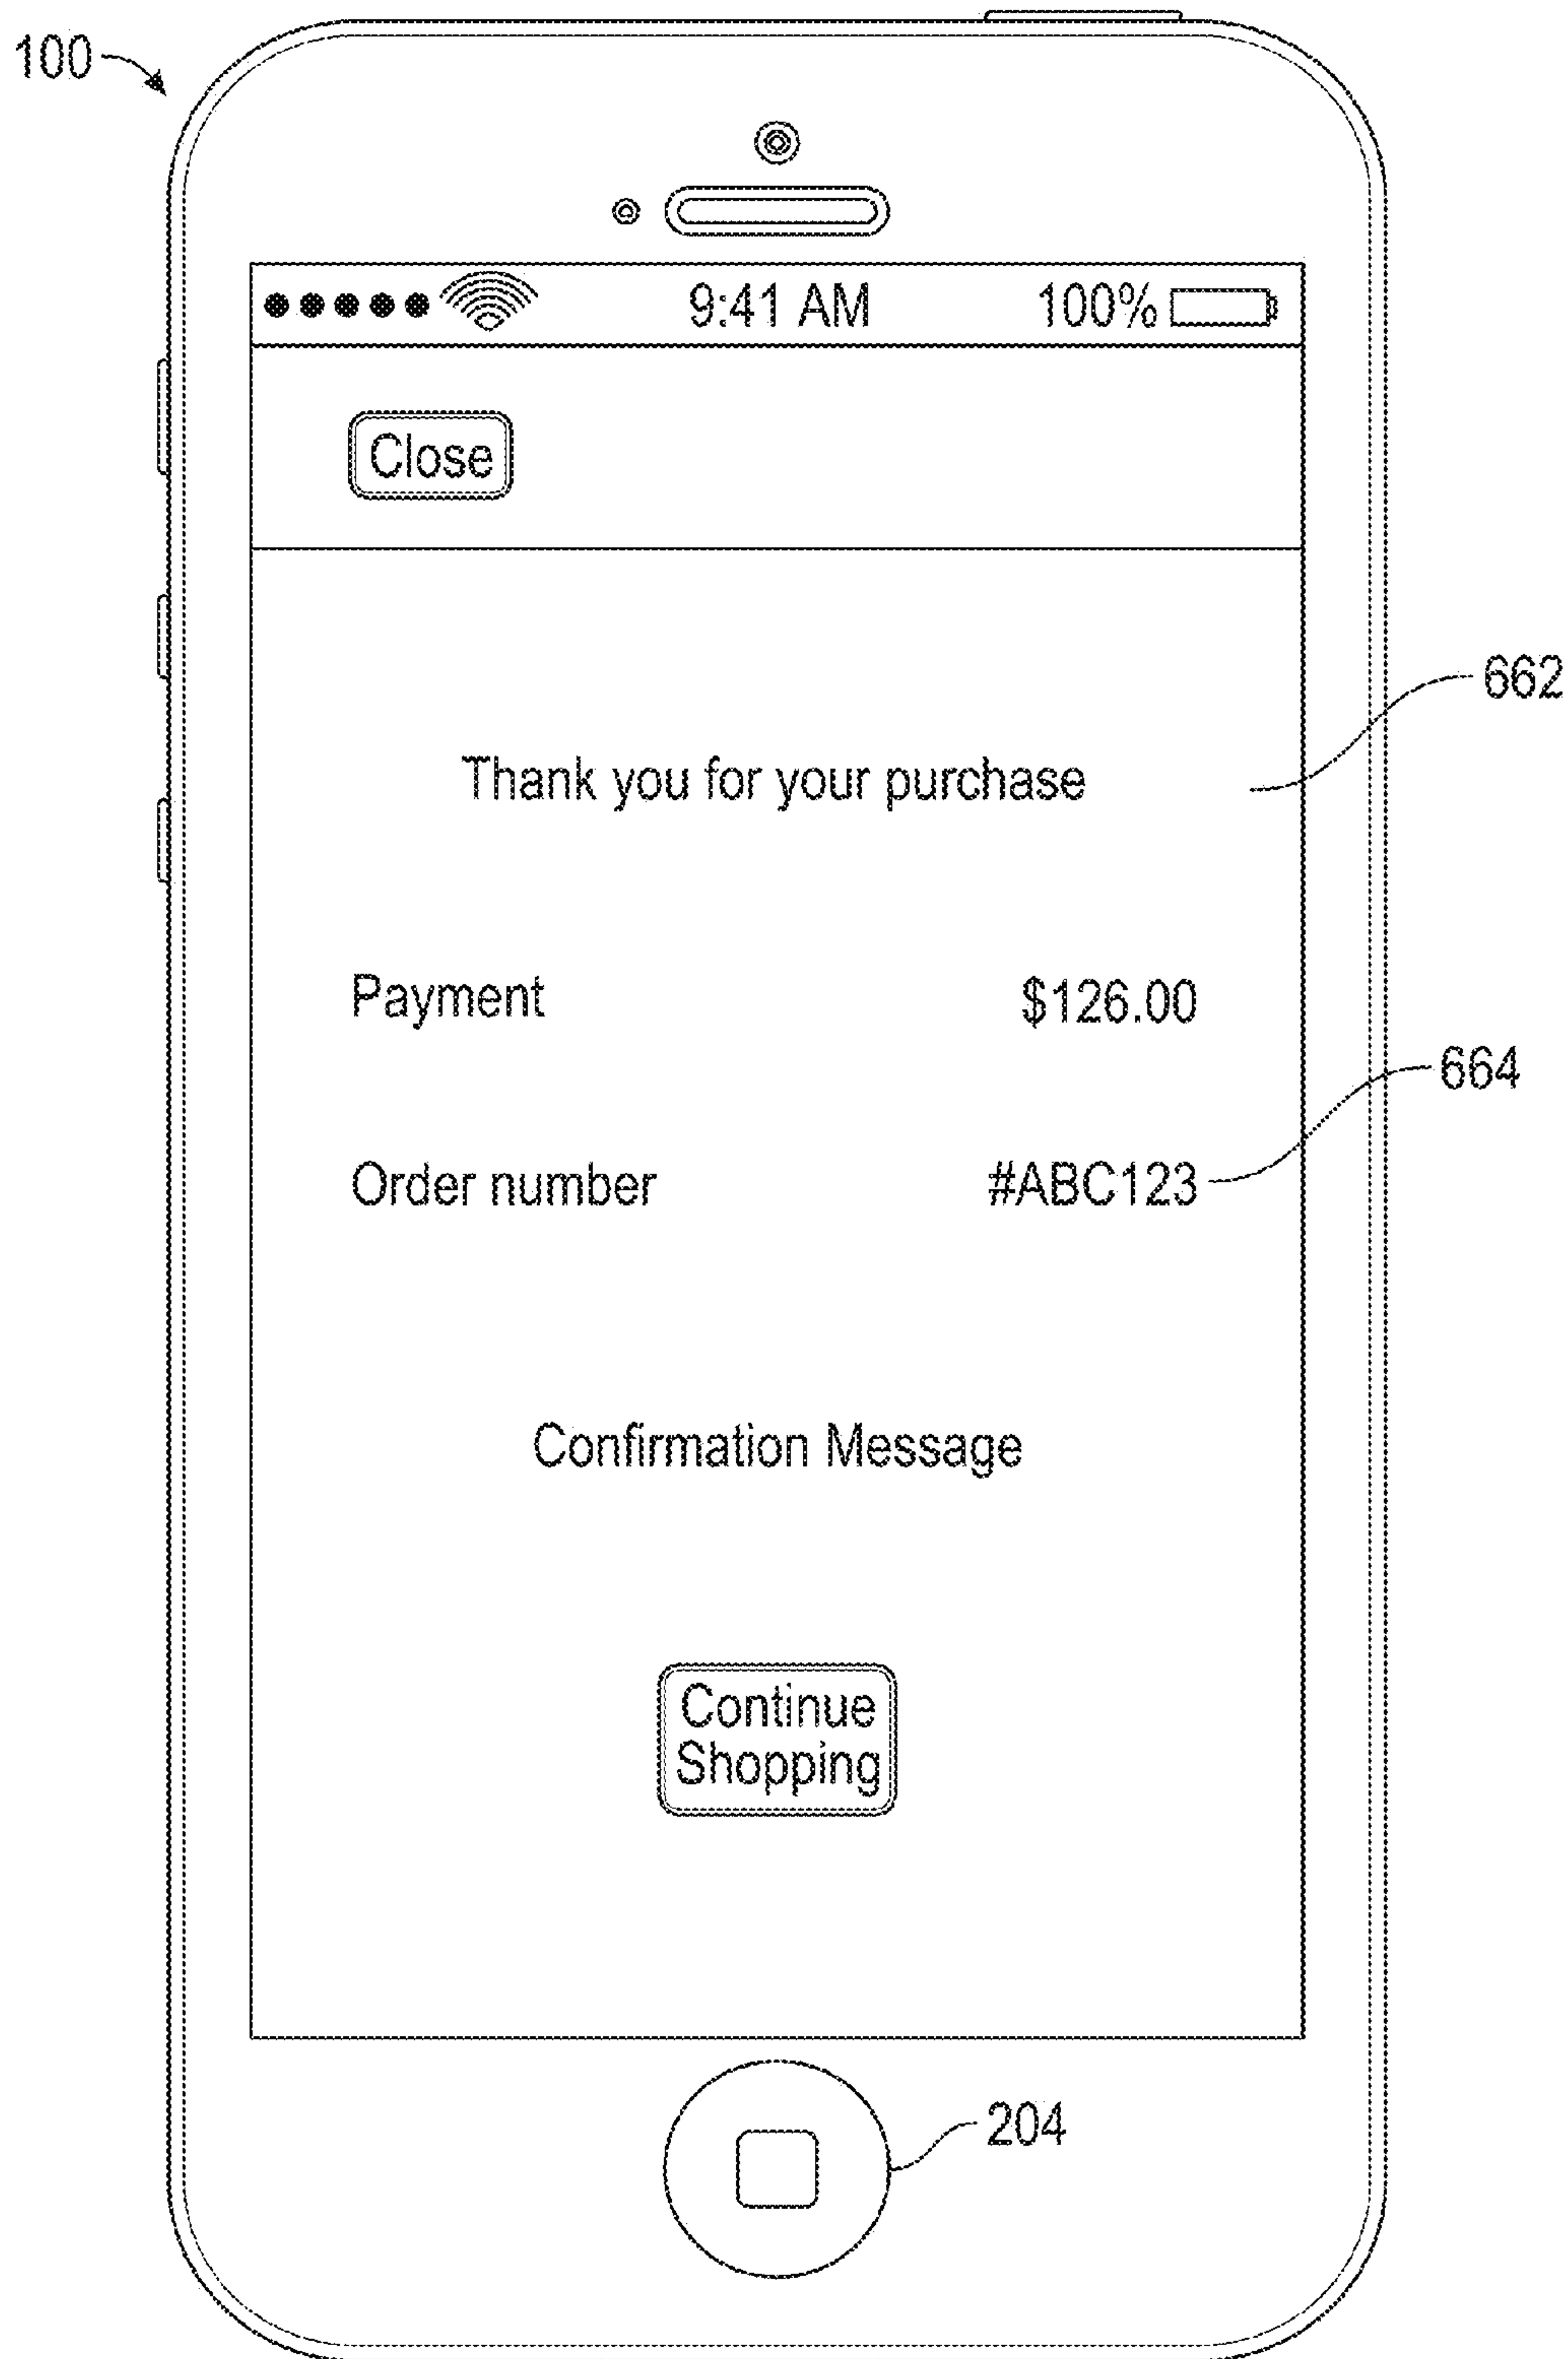 100
9:41 AM 100%
Close
662
Thank you for your purchase
Payment $126.00
664
Order number #ABC123
Confirmation Message
Continue
Shopping
204